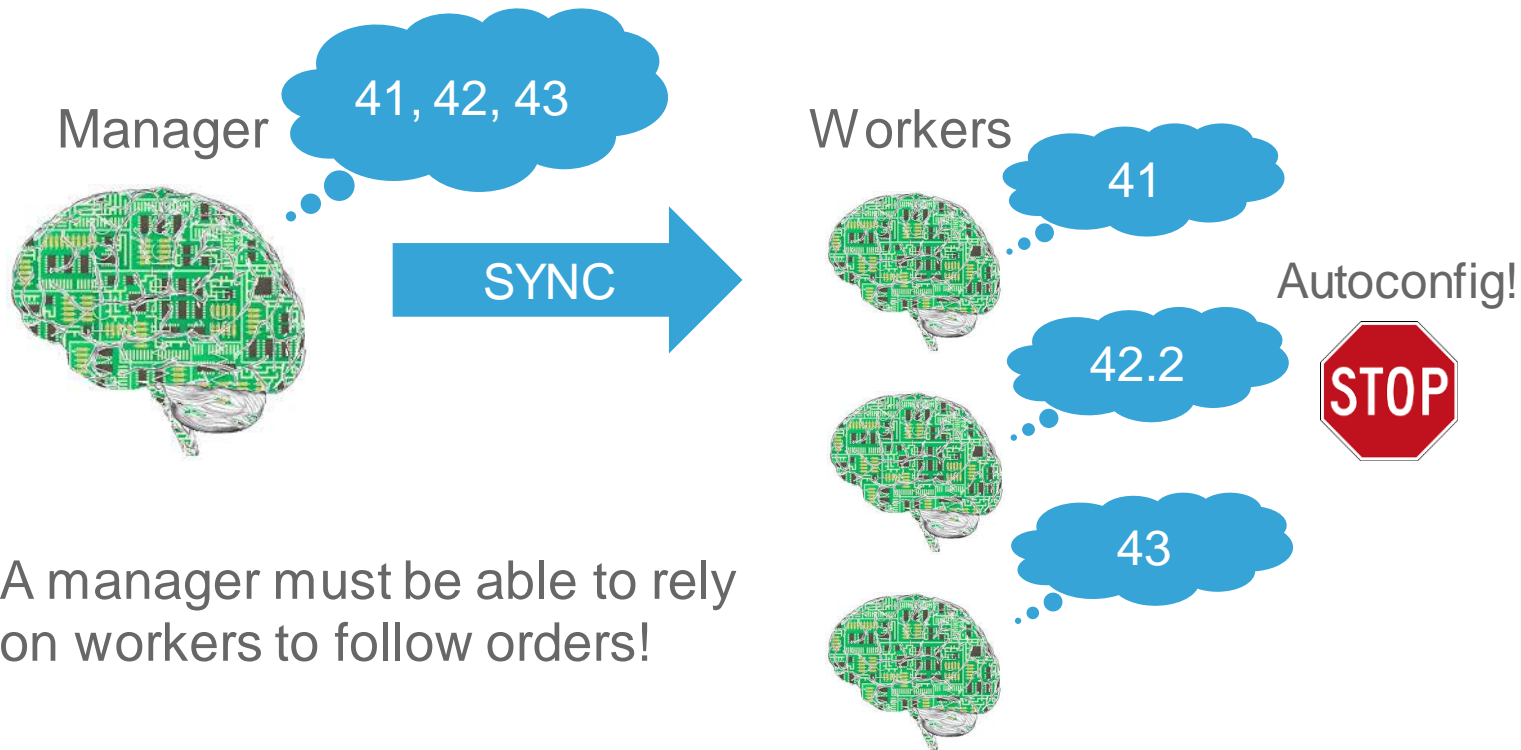 41, 42, 43
Manager
Workers
41
SYNC
Autoconfig!
42.2
STOP
43
A manager must be able to rely
on workers to follow orders!